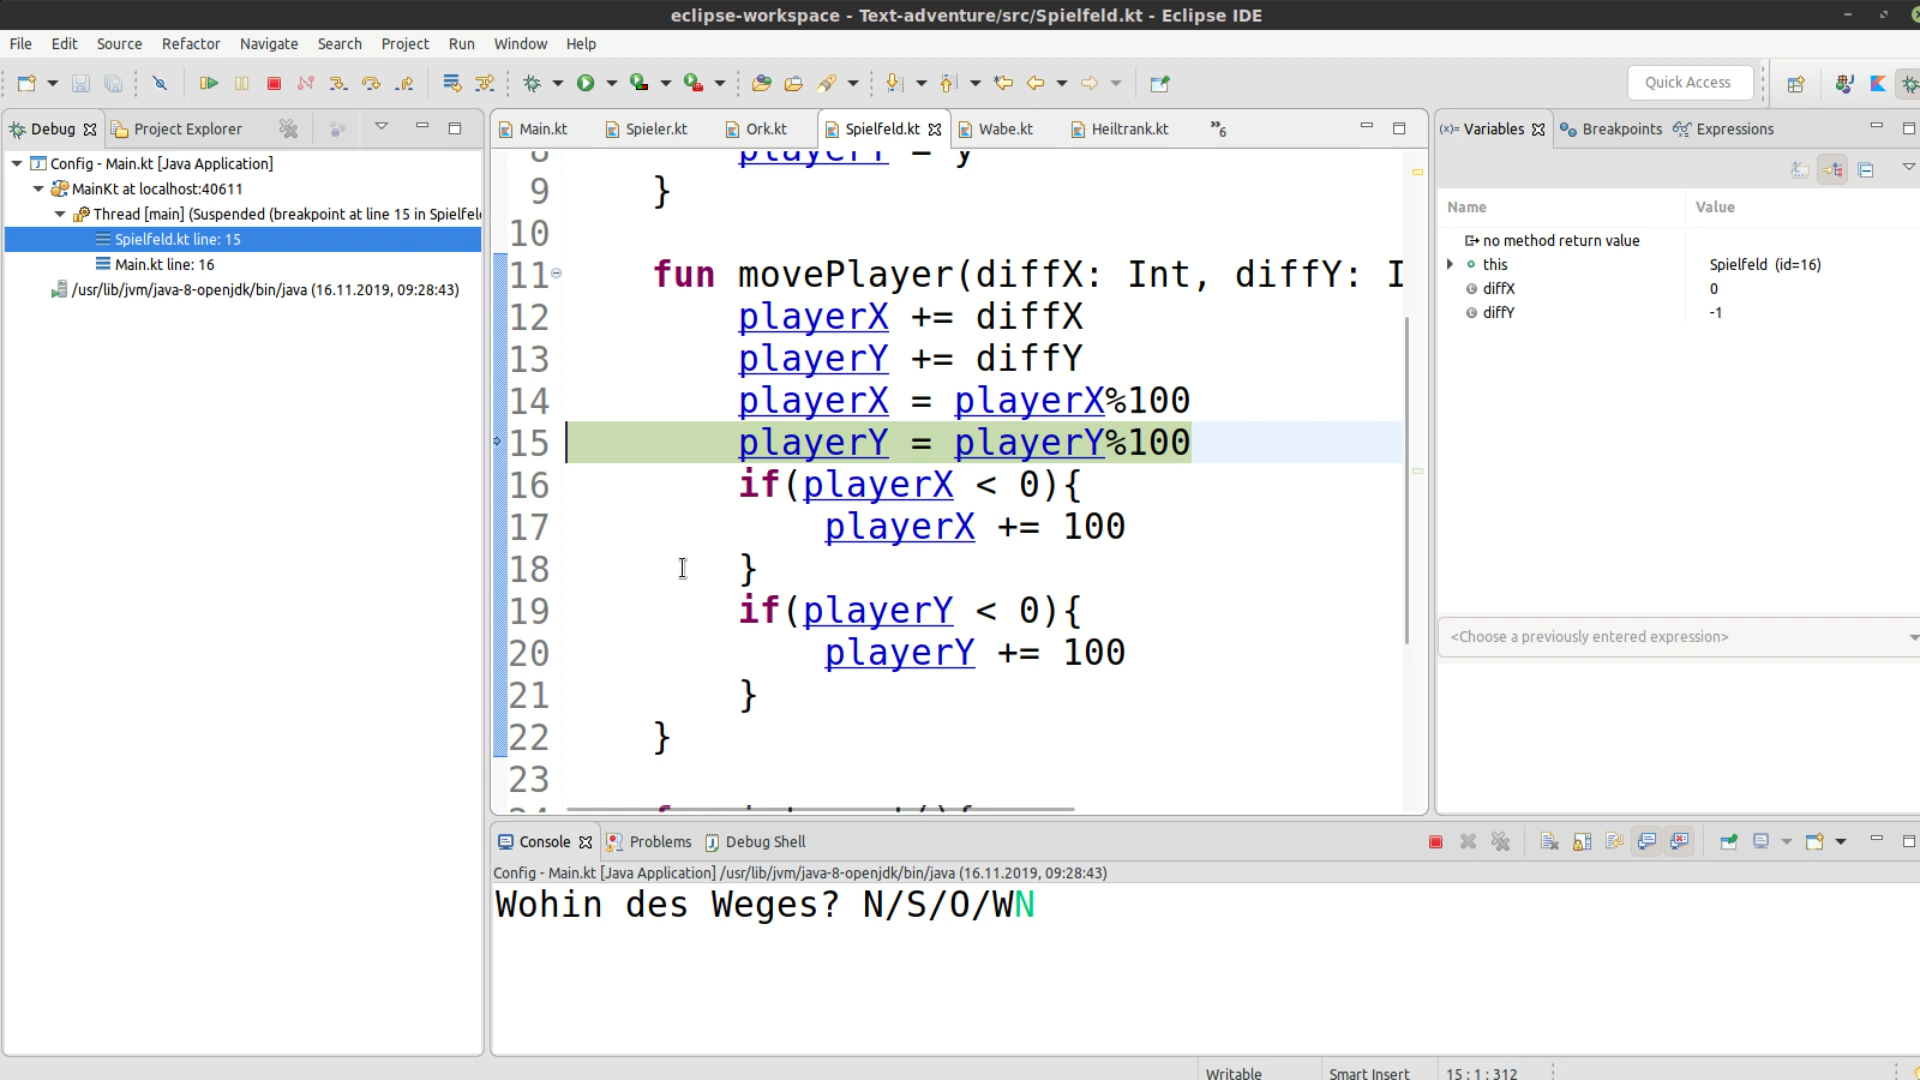 eclipse-workspace - Text-adventure/src/Spielfeld.kt - Eclipse IDE
File Edit Source Refactor Navigate Search Project Run Window Help
Quick Access
Debug Project Explorer
Config - Main.kt [Java Application]
MainKt at localhost:40611
Thread [main] (Suspended (breakpoint at line 15 in Spielfel
Spielfeld.kt line: 15
Main.kt line: 16
/usr/lib/jvm/java-8-openjdk/bin/java (16.11.2019, 09:28:43)
Main.kt Spieler.kt Ork.kt Spielfeld.kt Wabe.kt Heiltrank.kt »6
8 playerY = y
9 }
10
11 fun movePlayer(diffX: Int, diffY: I
12 playerX += diffX
13 playerY += diffY
14 playerX = playerX%100
15 playerY = playerY%100
16 if(playerX < 0){
17 playerX += 100
18 }
19 if(playerY < 0){
20 playerY += 100
21 }
22 }
23
(x)= Variables Breakpoints Expressions
Name Value
no method return value
this Spielfeld (id=16)
diffX 0
diffY -1
<Choose a previously entered expression>
Console Problems Debug Shell
Config - Main.kt [Java Application] /usr/lib/jvm/java-8-openjdk/bin/java (16.11.2019, 09:28:43)
Wohin des Weges? N/S/O/WN
Writable Smart Insert 15 : 1 : 312